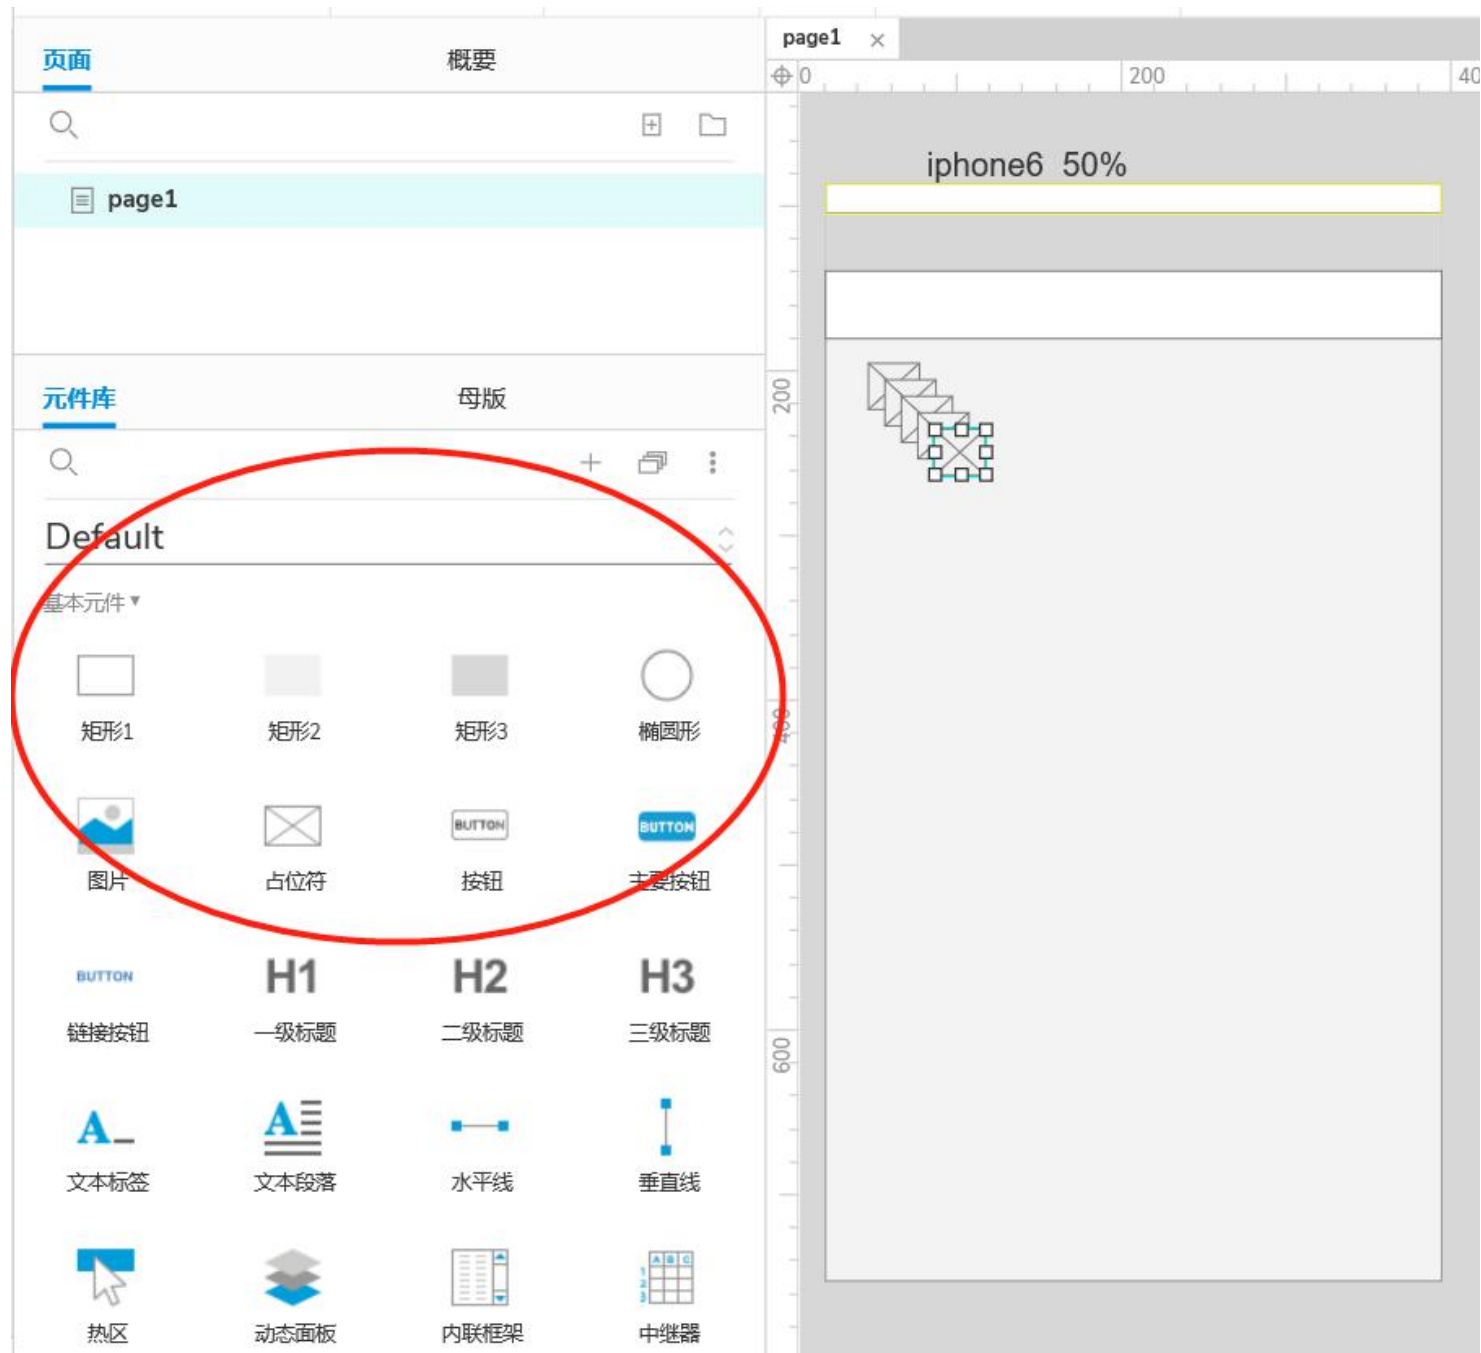 页面 概要
page1
元件库 母版
Default
基本元件▼
矩形1 矩形2 矩形3 椭圆形
BUTTON BUTTON
图片 占位符 按钮 主要按钮
BUTTON H1 H2 H3
链接按钮 一级标题 二级标题 三级标题
A A
文本标签 文本段落 水平线 垂直线
A B C
1
2
3
热区 动态面板 内联框架 中继器
page1 ×
0 200 40
iphone6 50%
200
400
600